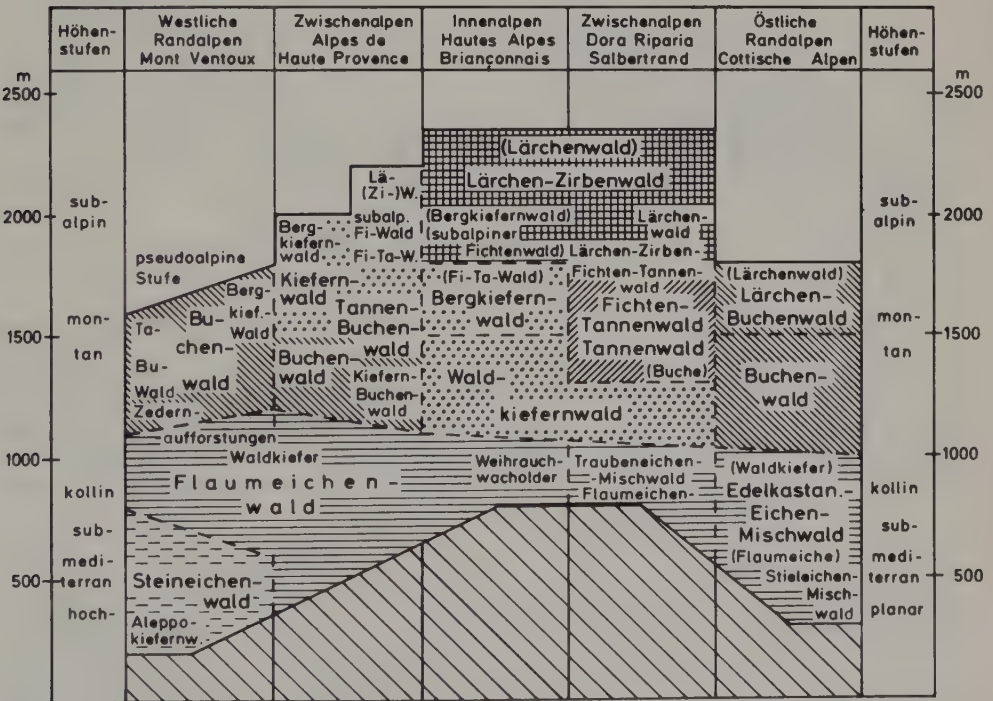 Höhen-
stufen
Westliche
Randalpen
Mont Ventoux
Zwischenalpen
Alpes de
Haute Provence
Innenalpen
Hautes Alpes
Briançonnais
Zwischenalpen
Dora Riparia
Salbertrand
Östliche
Randalpen
Cottische Alpen
Höhen-
stufen
m
2500
2000
1500
1000
500
sub-
alpin
mon-
tan
kollin
sub-
medi-
terran
hoch-
pseudoalpine
Stufe
Berg-
kief.
Wald
Bu-
chen-
wald
Ta-
Bu-
Wald
Zedern-
aufforstungen
Waldkiefer
Flaumeichen-
wald
Steineichen-
wald
Aleppo-
kiefernw.
Lä-
(Zi-)W.
subalp.
Fi-Wald
Fi-Ta-W.
Berg-
kiefern-
wald
Kiefern-
wald
Tannen-
Buchen-
wald
Buchen-
wald
Kiefern-
Buchen-
wald
(Lärchenwald)
Lärchen-Zirbenwald
(Bergkiefernwald)
(subalpiner
Fichtenwald)
Lärchen-
wald
Lärchen-Zirben-
(Fi-Ta-Wald)
Bergkiefern-
wald
Wald-
kiefernwald
Fichten-Tannen-
wald
Fichten-
Tannenwald
Tannenwald
(Buche)
Weihrauch-
wacholder
Traubeneichen-
Mischwald
Flaumeichen-
(Lärchenwald)
Lärchen-
Buchenwald
Buchen-
wald
(Waldkiefer)
Edelkastan.-
Eichen-
Mischwald
(Flaumeiche)
Stieleichen-
Misch-
wald
m
2500
2000
1500
1000
500
sub-
alpin
mon-
tan
kollin
sub-
medi-
terran
planar